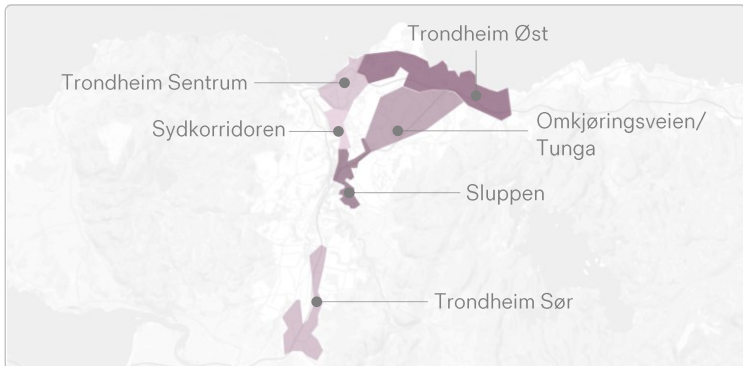 Trondheim Øst
Trondheim Sentrum
Sydkorridoren
Omkjøringsveien/
Tunga
Sluppen
Trondheim Sør